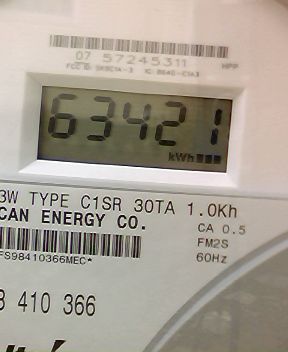 07 57245311
HPP
63421
kWh
3W TYPE C1SR 30TA 1.0Kh
CAN ENERGY CO.
CA 0.5
FM2S
60Hz
FS98410366MEC*
410 366